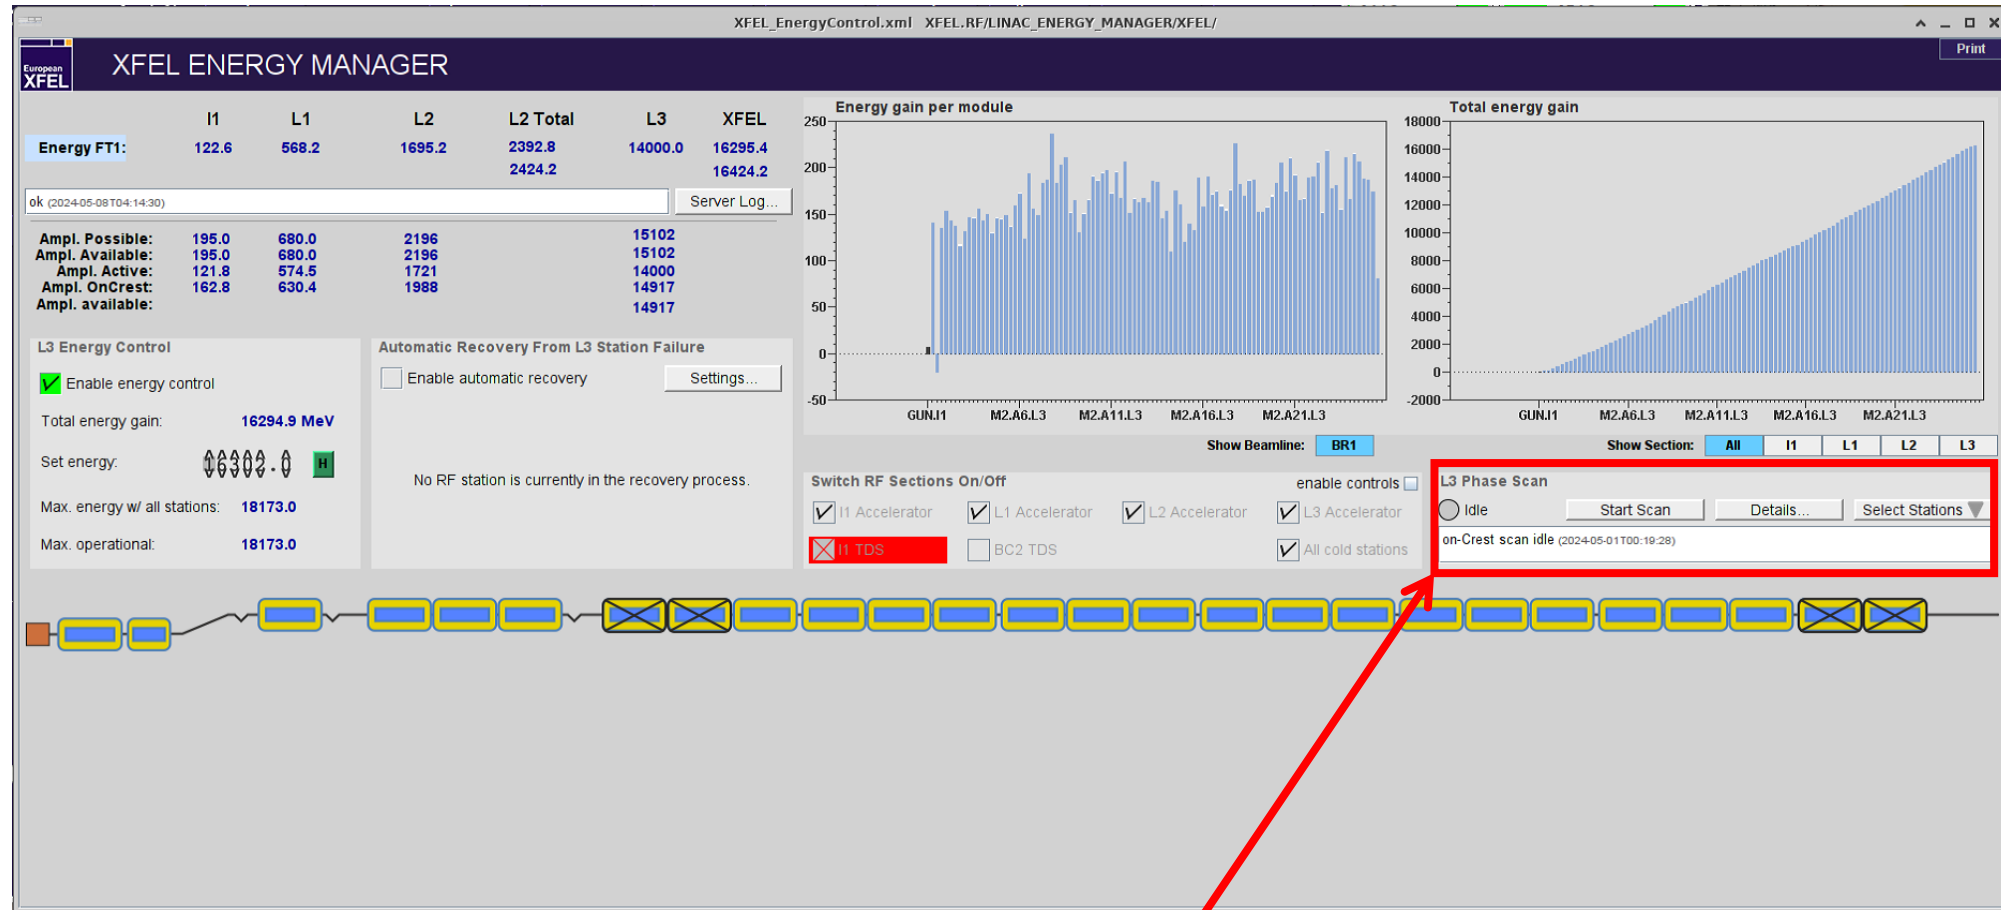 XFEL_EnergyControl.xml XFEL.RF/LINAC_ENERGY_MANAGER/XFEL/
Print
European
XFEL
XFEL ENERGY MANAGER
I1 L1 L2 L2 Total L3 XFEL
Energy FT1: 122.6 568.2 1695.2 2392.8 14000.0 16295.4
2424.2 16424.2
ok (2024-05-08T04:14:30) Server Log...
Ampl. Possible: 195.0 680.0 2196 15102
Ampl. Available: 195.0 680.0 2196 15102
Ampl. Active: 121.8 574.5 1721 14000
Ampl. OnCrest: 162.8 630.4 1988 14917
Ampl. available: 14917
L3 Energy Control
Enable energy control
Total energy gain: 16294.9 MeV
Set energy: 16302.0 H
Max. energy w/ all stations: 18173.0
Max. operational: 18173.0
Automatic Recovery From L3 Station Failure
Enable automatic recovery Settings...
No RF station is currently in the recovery process.
Energy gain per module
250
200
150
100
50
0
-50
GUN.I1 M2.A6.L3 M2.A11.L3 M2.A16.L3 M2.A21.L3
Show Beamline: BR1
Total energy gain
18000
16000
14000
12000
10000
8000
6000
4000
2000
0
-2000
GUN.I1 M2.A6.L3 M2.A11.L3 M2.A16.L3 M2.A21.L3
Show Section: All I1 L1 L2 L3
Switch RF Sections On/Off enable controls
I1 Accelerator L1 Accelerator L2 Accelerator L3 Accelerator
I1 TDS BC2 TDS All cold stations
L3 Phase Scan
Idle Start Scan Details... Select Stations
on-Crest scan idle (2024-05-01T00:19:28)